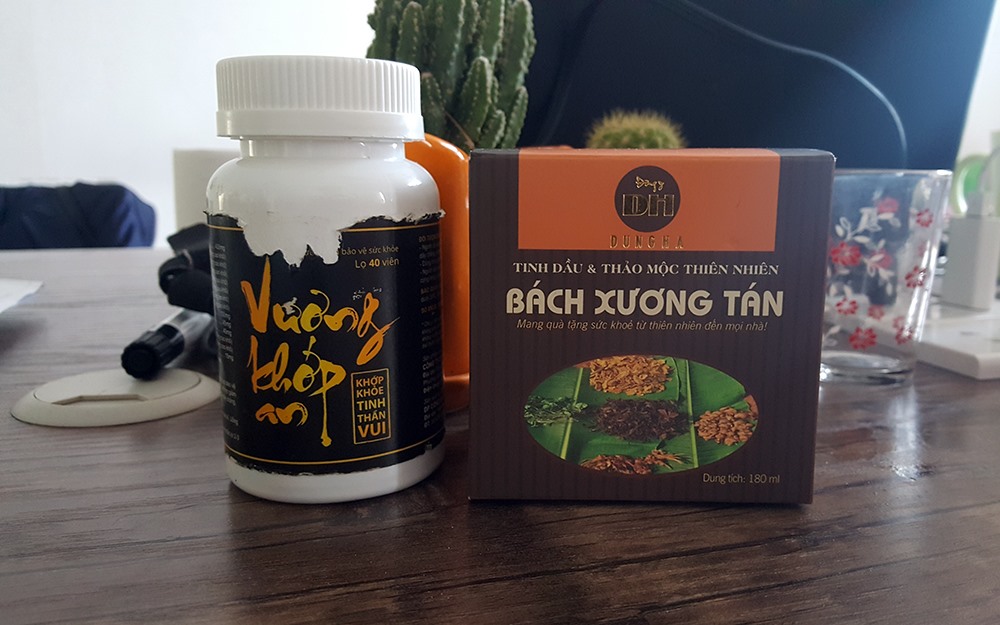 bảo vệ sức khỏe
Lọ 40 viên
Vương
khớp
an
KHỚP
KHỎE
TINH
THẦN
VUI
Đông y
DH
DUNGHA
TINH DẦU & THẢO MỘC THIÊN NHIÊN
BÁCH XƯƠNG TÁN
Mang quà tặng sức khoẻ từ thiên nhiên đến mọi nhà!
Dung tích: 180 ml